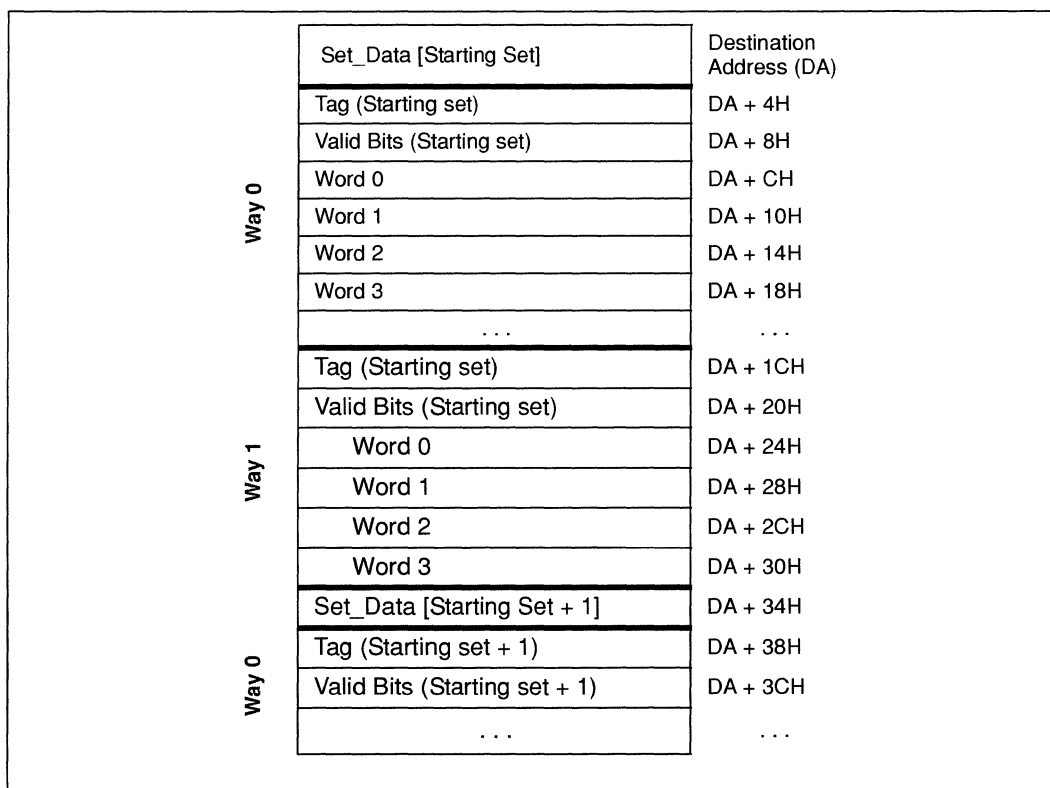 Set_Data [Starting Set] Destination
Address (DA)
Way 0
Tag (Starting set) DA + 4H
Valid Bits (Starting set) DA + 8H
Word 0 DA + CH
Word 1 DA + 10H
Word 2 DA + 14H
Word 3 DA + 18H
. . . . . .
Way 1
Tag (Starting set) DA + 1CH
Valid Bits (Starting set) DA + 20H
Word 0 DA + 24H
Word 1 DA + 28H
Word 2 DA + 2CH
Word 3 DA + 30H
Set_Data [Starting Set + 1] DA + 34H
Way 0
Tag (Starting set + 1) DA + 38H
Valid Bits (Starting set + 1) DA + 3CH
. . . . . .